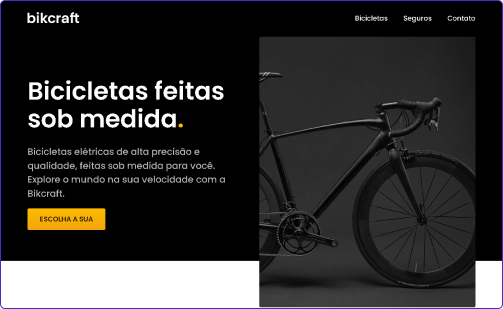 bikcraft
Bicicletas
Seguros
Contato
Bicicletas feitas
sob medida.
Bicicletas elétricas de alta precisão e
qualidade, feitas sob medida para você.
Explore o mundo na sua velocidade com a
Bikcraft.
ESCOLHA A SUA